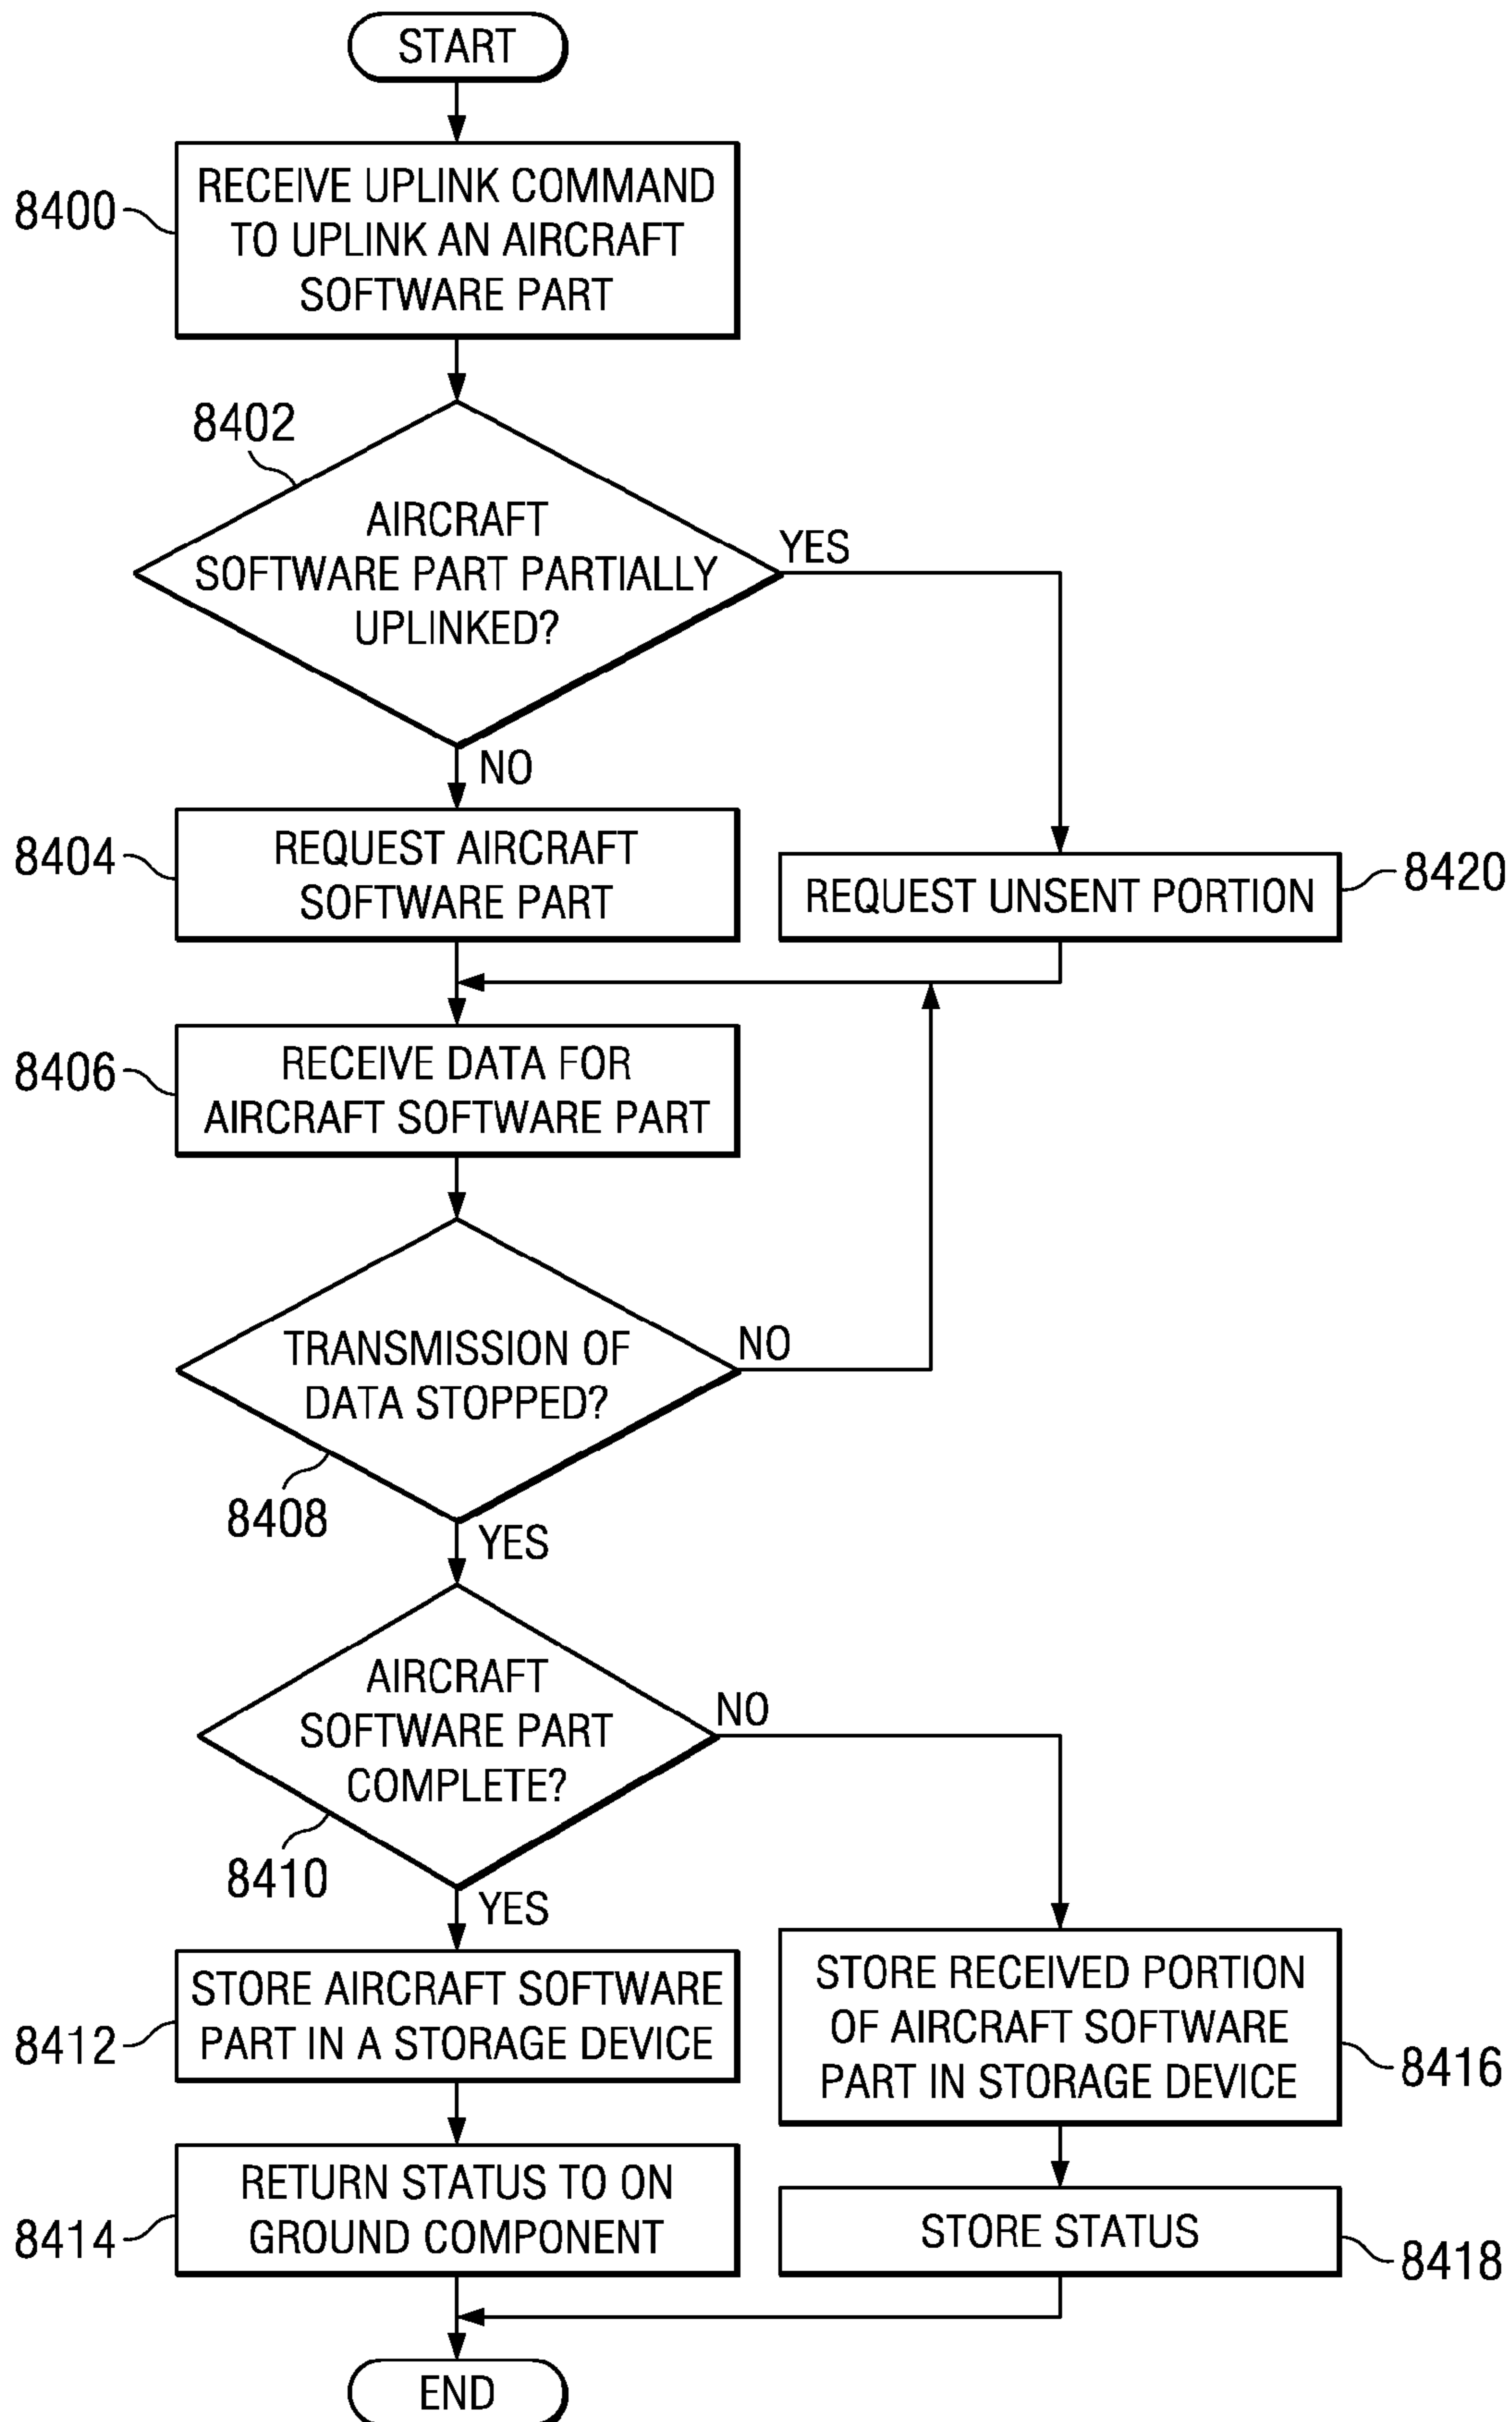 START
RECEIVE UPLINK COMMAND
TO UPLINK AN AIRCRAFT
SOFTWARE PART
8400
8402
AIRCRAFT
SOFTWARE PART PARTIALLY
UPLINKED?
YES
NO
8404
REQUEST AIRCRAFT
SOFTWARE PART
REQUEST UNSENT PORTION
8420
8406
RECEIVE DATA FOR
AIRCRAFT SOFTWARE PART
TRANSMISSION OF
DATA STOPPED?
NO
8408
YES
AIRCRAFT
SOFTWARE PART
COMPLETE?
NO
8410
YES
STORE AIRCRAFT SOFTWARE
PART IN A STORAGE DEVICE
8412
STORE RECEIVED PORTION
OF AIRCRAFT SOFTWARE
PART IN STORAGE DEVICE
8416
RETURN STATUS TO ON
GROUND COMPONENT
8414
STORE STATUS
8418
END